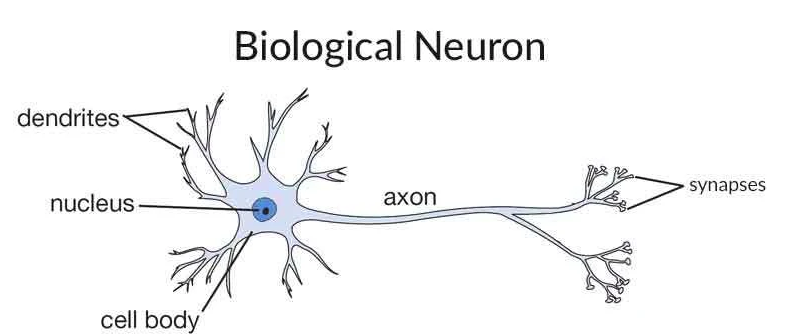 Biological Neuron
dendrites
nucleus
axon
synapses
cell body